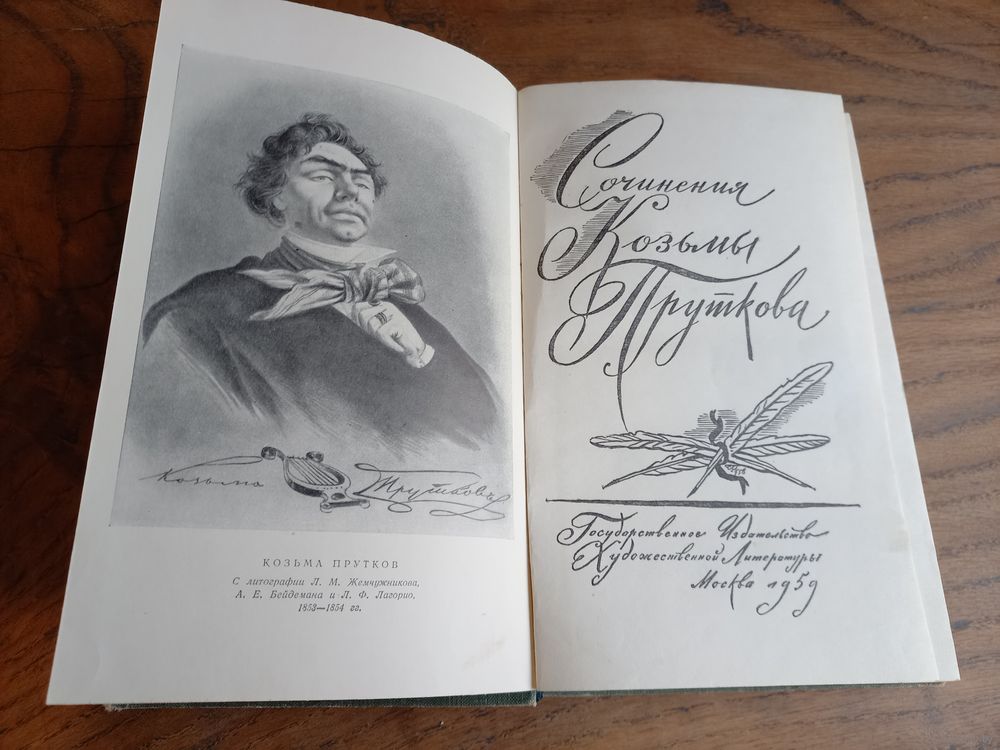 Козьма Прутков
КОЗЬМА ПРУТКОВ
С литографии Л. М. Жемчужникова,
А. Е. Бейдемана и Л. Ф. Лагорио.
1853—1854 гг.
Сочинения
Козьмы
Пруткова
Государственное Издательство
Художественной Литературы
Москва 1959